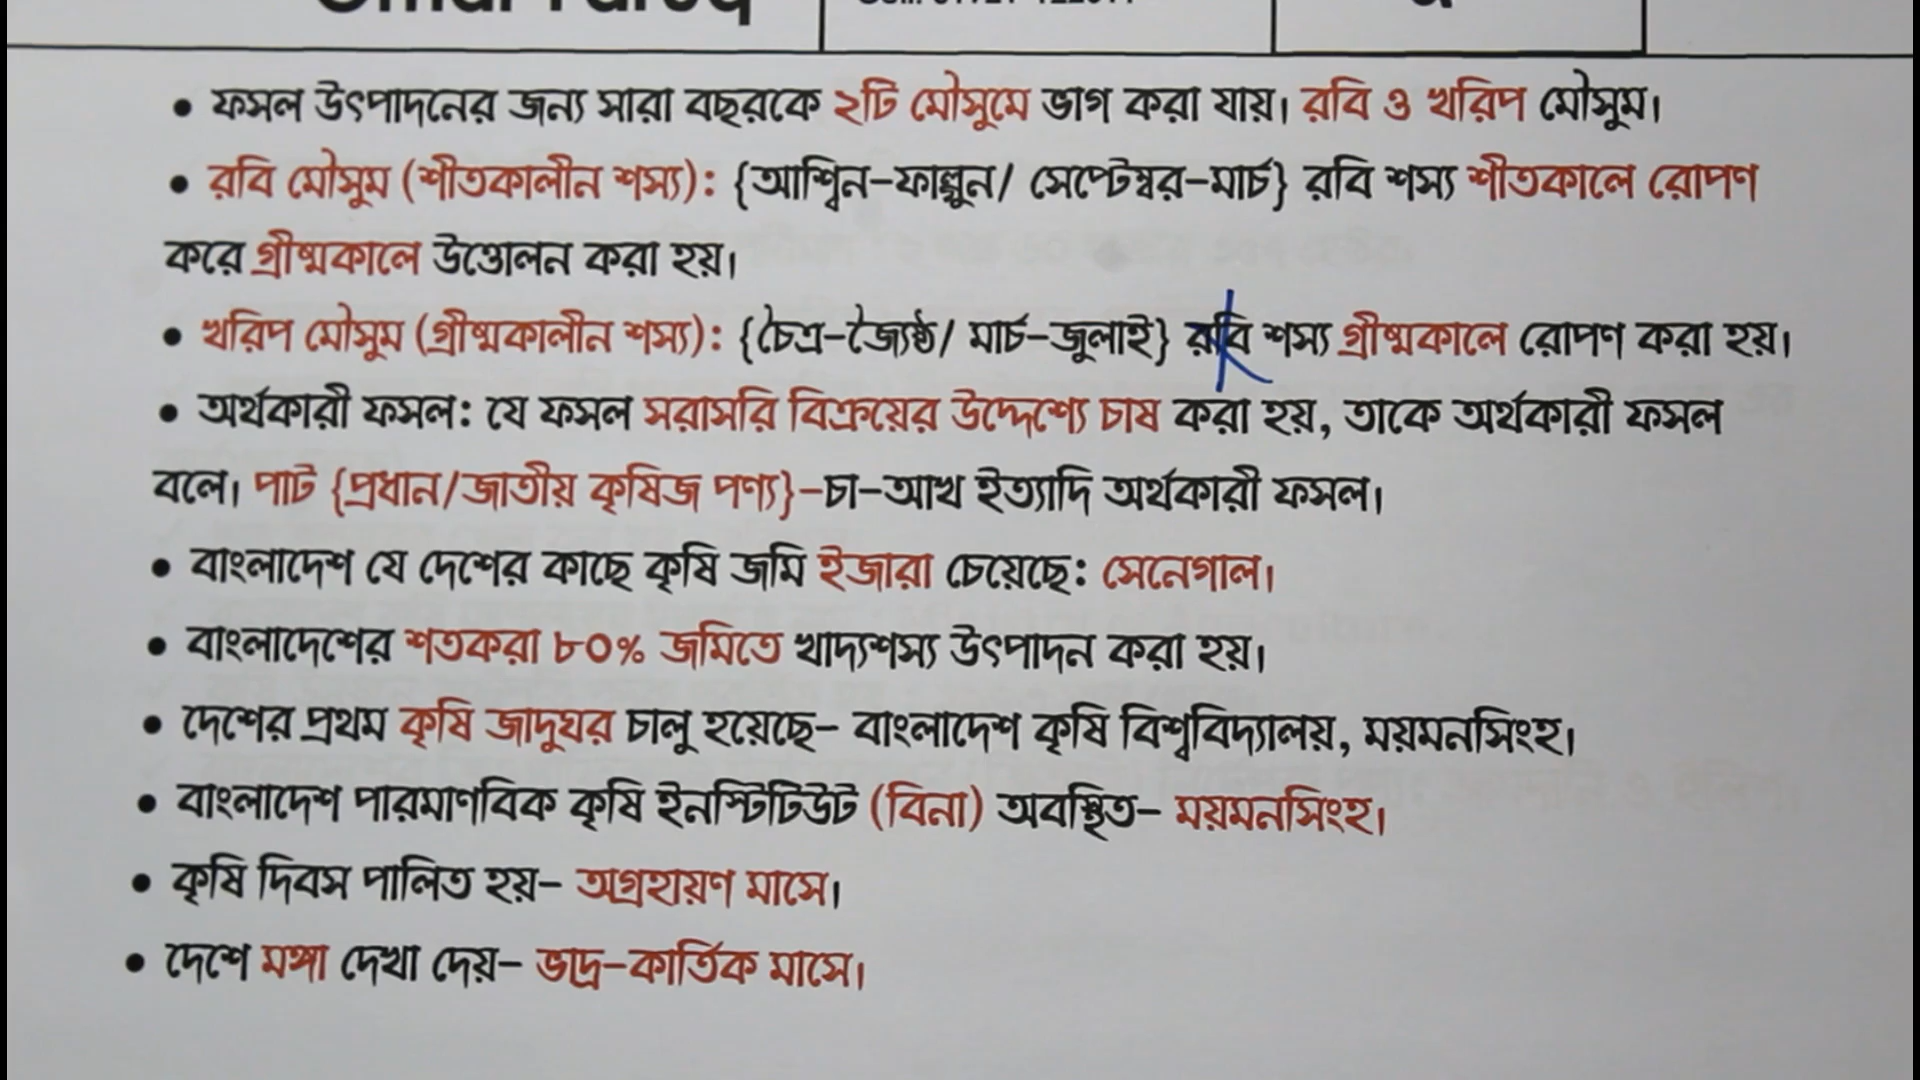 • ফসল উৎপাদনের জন্য সারা বছরকে ২টি মৌসুমে ভাগ করা যায়। রবি ও খরিপ মৌসুম।
• রবি মৌসুম (শীতকালীন শস্য): {আশ্বিন-ফাল্গুন/ সেপ্টেম্বর-মার্চ} রবি শস্য শীতকালে রোপণ
করে গ্রীষ্মকালে উত্তোলন করা হয়।
• খরিপ মৌসুম (গ্রীষ্মকালীন শস্য): {চৈত্র-জ্যৈষ্ঠ/ মার্চ-জুলাই} রবি শস্য গ্রীষ্মকালে রোপণ করা হয়।
• অর্থকারী ফসল: যে ফসল সরাসরি বিক্রয়ের উদ্দেশ্যে চাষ করা হয়, তাকে অর্থকারী ফসল
বলে। পাট {প্রধান/জাতীয় কৃষিজ পণ্য}-চা-আখ ইত্যাদি অর্থকারী ফসল।
• বাংলাদেশ যে দেশের কাছে কৃষি জমি ইজারা চেয়েছে: সেনেগাল।
• বাংলাদেশের শতকরা ৮০% জমিতে খাদ্যশস্য উৎপাদন করা হয়।
• দেশের প্রথম কৃষি জাদুঘর চালু হয়েছে- বাংলাদেশ কৃষি বিশ্ববিদ্যালয়, ময়মনসিংহ।
• বাংলাদেশ পারমাণবিক কৃষি ইনস্টিটিউট (বিনা) অবস্থিত- ময়মনসিংহ।
• কৃষি দিবস পালিত হয়- অগ্রহায়ণ মাসে।
• দেশে মঙ্গা দেখা দেয়- ভাদ্র-কার্তিক মাসে।